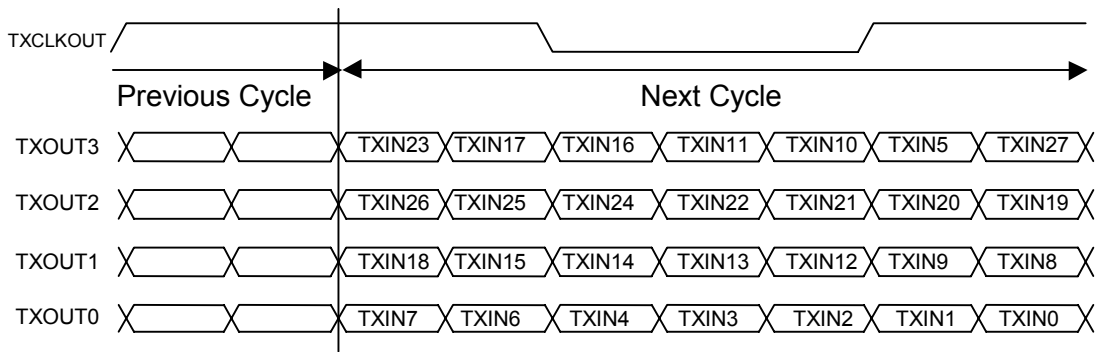 TXCLKOUT
Previous Cycle Next Cycle
TXOUT3 TXIN23 TXIN17 TXIN16 TXIN11 TXIN10 TXIN5 TXIN27
TXOUT2 TXIN26 TXIN25 TXIN24 TXIN22 TXIN21 TXIN20 TXIN19
TXOUT1 TXIN18 TXIN15 TXIN14 TXIN13 TXIN12 TXIN9 TXIN8
TXOUT0 TXIN7 TXIN6 TXIN4 TXIN3 TXIN2 TXIN1 TXIN0